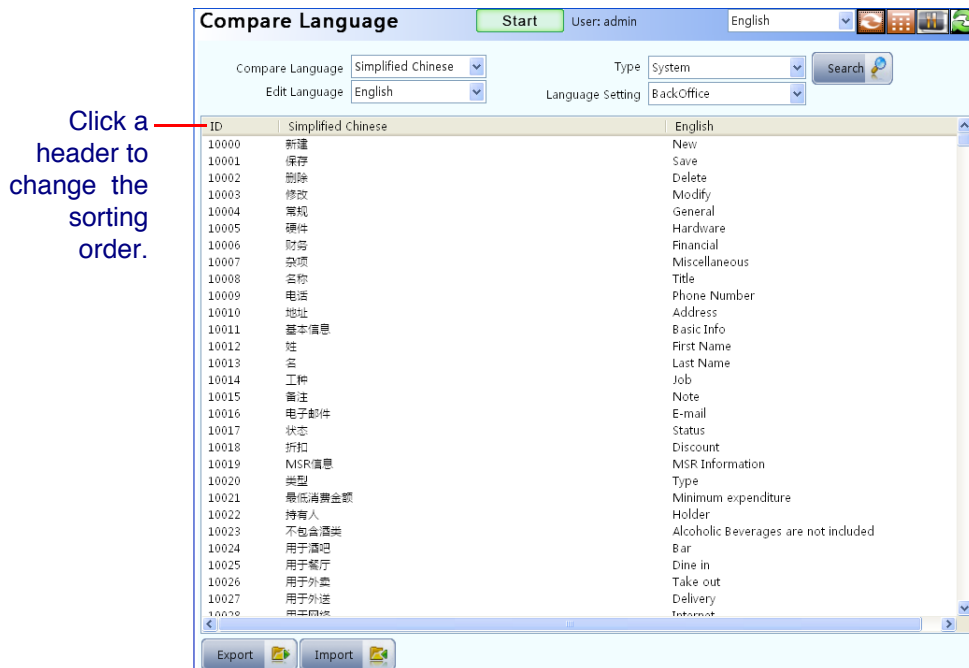 Compare Language Start User: admin English
Compare Language Simplified Chinese Type System Search
Edit Language English Language Setting BackOffice
Click a
header to
change the
sorting
order.
ID Simplified Chinese English
10000 新建 New
10001 保存 Save
10002 删除 Delete
10003 修改 Modify
10004 常规 General
10005 硬件 Hardware
10006 财务 Financial
10007 杂项 Miscellaneous
10008 名称 Title
10009 电话 Phone Number
10010 地址 Address
10011 基本信息 Basic Info
10012 姓 First Name
10013 名 Last Name
10014 工种 Job
10015 备注 Note
10016 电子邮件 E-mail
10017 状态 Status
10018 折扣 Discount
10019 MSR信息 MSR Information
10020 类型 Type
10021 最低消费金额 Minimum expenditure
10022 持有人 Holder
10023 不包含酒类 Alcoholic Beverages are not included
10024 用于酒吧 Bar
10025 用于餐厅 Dine in
10026 用于外卖 Take out
10027 用于外送 Delivery
10028 用于网络 Internet
Export Import